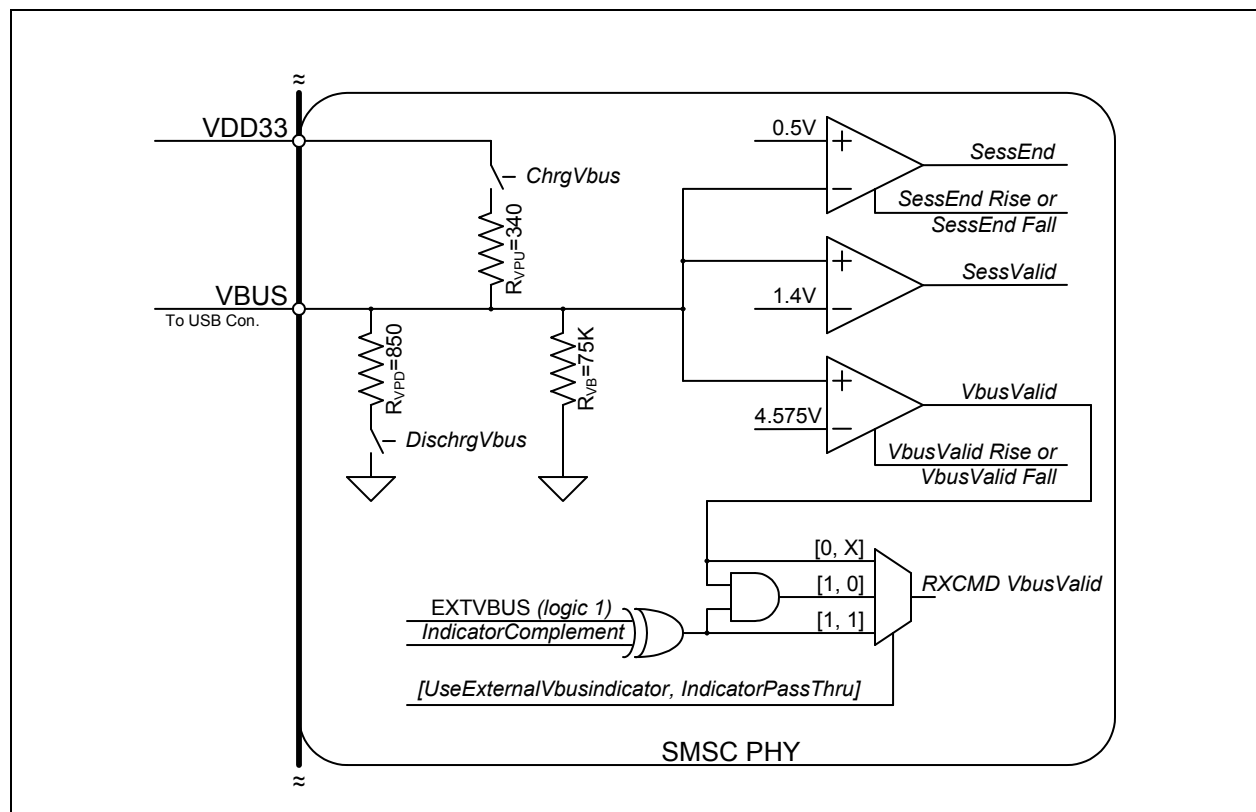 ≈
VDD33
ChrgVbus
RVPU=340
VBUS
To USB Con.
RVPD=850
DischrgVbus
RVB=75K
0.5V
+
−
SessEnd
SessEnd Rise or
SessEnd Fall
+
1.4V
−
SessValid
+
4.575V
−
VbusValid
VbusValid Rise or
VbusValid Fall
[0, X]
[1, 0]
[1, 1]
RXCMD VbusValid
EXTVBUS (logic 1)
IndicatorComplement
[UseExternalVbusindicator, IndicatorPassThru]
SMSC PHY
≈